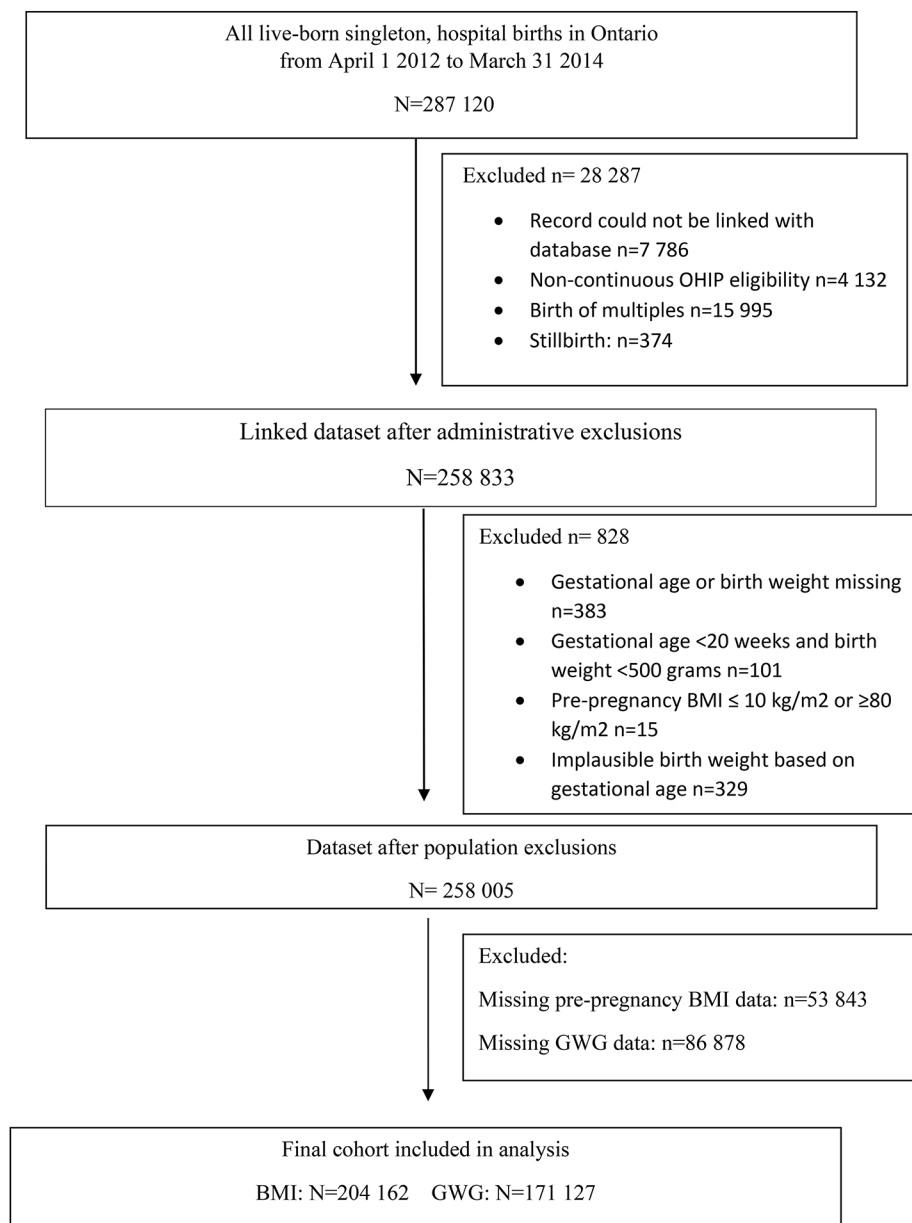 All live-born singleton, hospital births in Ontario
from April 1 2012 to March 31 2014
N=287 120
Excluded n= 28 287
• Record could not be linked with
database n=7 786
• Non-continuous OHIP eligibility n=4 132
• Birth of multiples n=15 995
• Stillbirth: n=374
Linked dataset after administrative exclusions
N=258 833
Excluded n= 828
• Gestational age or birth weight missing
n=383
• Gestational age <20 weeks and birth
weight <500 grams n=101
• Pre-pregnancy BMI ≤ 10 kg/m2 or ≥80
kg/m2 n=15
• Implausible birth weight based on
gestational age n=329
Dataset after population exclusions
N= 258 005
Excluded:
Missing pre-pregnancy BMI data: n=53 843
Missing GWG data: n=86 878
Final cohort included in analysis
BMI: N=204 162 GWG: N=171 127